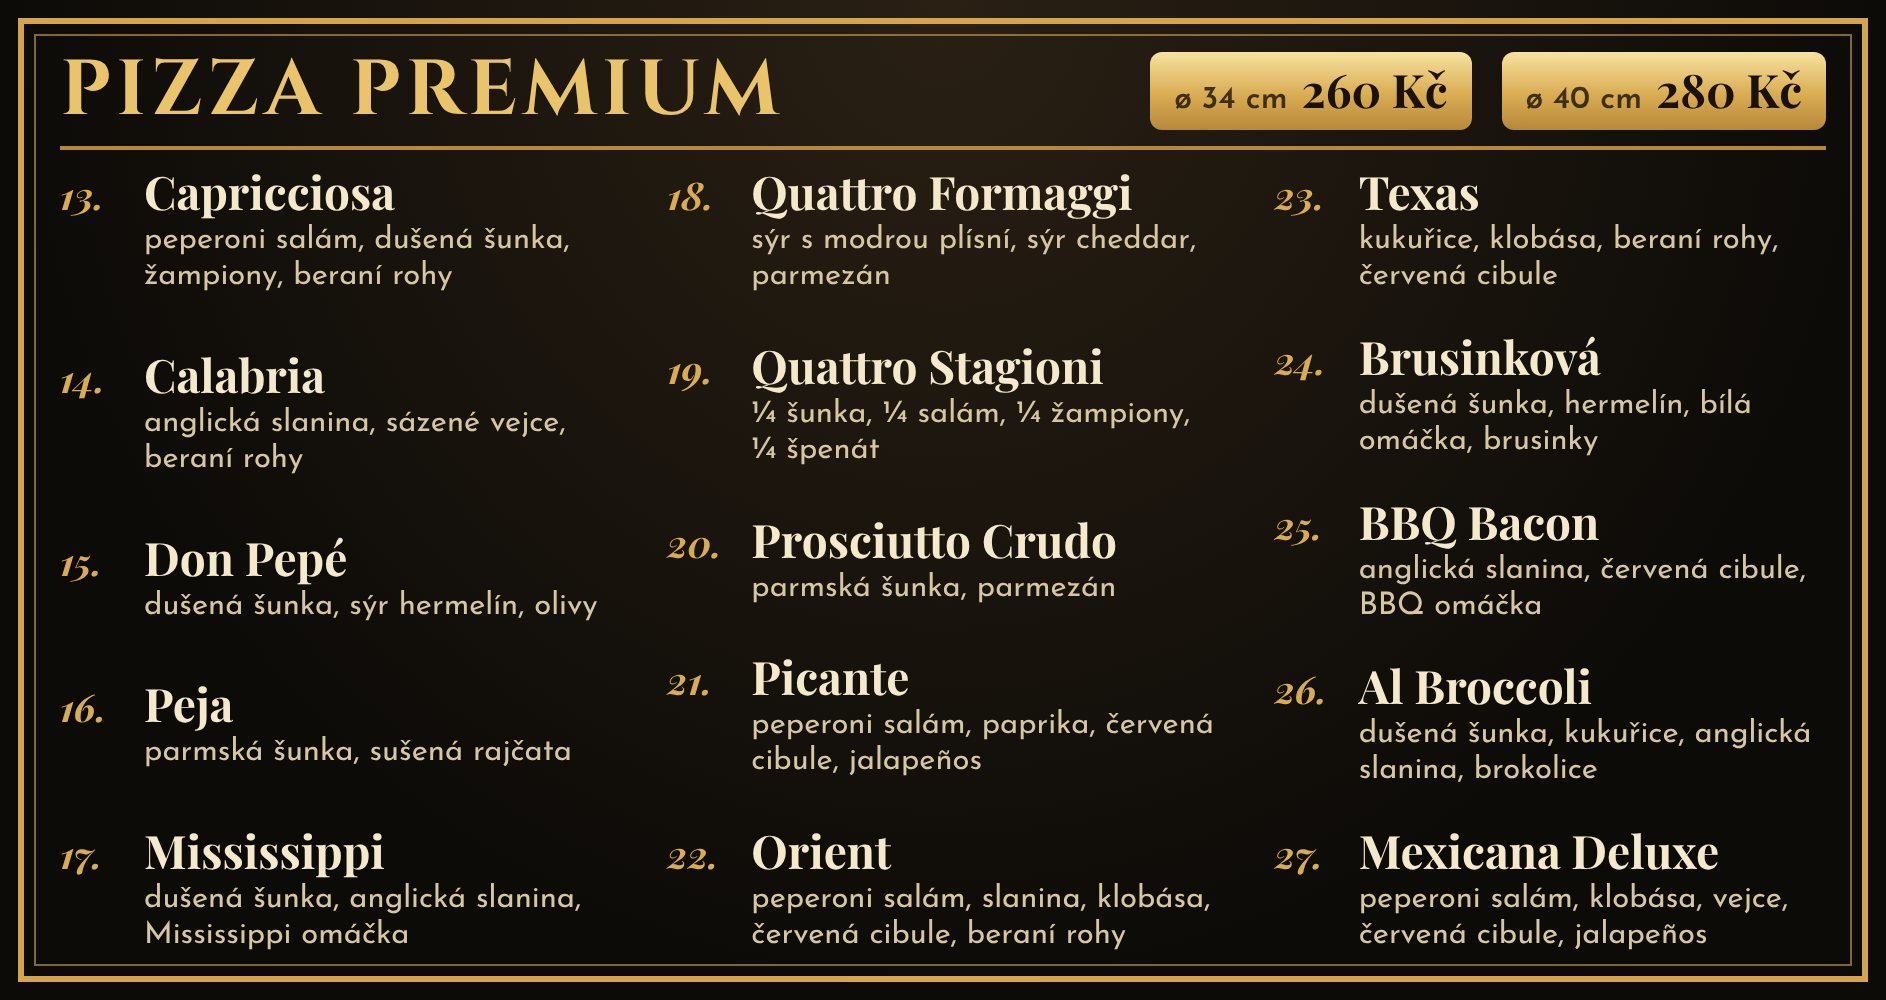 PIZZA PREMIUM
ø 34 cm 260 Kč
ø 40 cm 280 Kč
13. Capricciosa
peperoni salám, dušená šunka,
žampiony, beraní rohy
14. Calabria
anglická slanina, sázené vejce,
beraní rohy
15. Don Pepé
dušená šunka, sýr hermelín, olivy
16. Peja
parmská šunka, sušená rajčata
17. Mississippi
dušená šunka, anglická slanina,
Mississippi omáčka
18. Quattro Formaggi
sýr s modrou plísní, sýr cheddar,
parmezán
19. Quattro Stagioni
¼ šunka, ¼ salám, ¼ žampiony,
¼ špenát
20. Prosciutto Crudo
parmská šunka, parmezán
21. Picante
peperoni salám, paprika, červená
cibule, jalapeños
22. Orient
peperoni salám, slanina, klobása,
červená cibule, beraní rohy
23. Texas
kukuřice, klobása, beraní rohy,
červená cibule
24. Brusinková
dušená šunka, hermelín, bílá
omáčka, brusinky
25. BBQ Bacon
anglická slanina, červená cibule,
BBQ omáčka
26. Al Broccoli
dušená šunka, kukuřice, anglická
slanina, brokolice
27. Mexicana Deluxe
peperoni salám, klobása, vejce,
červená cibule, jalapeños